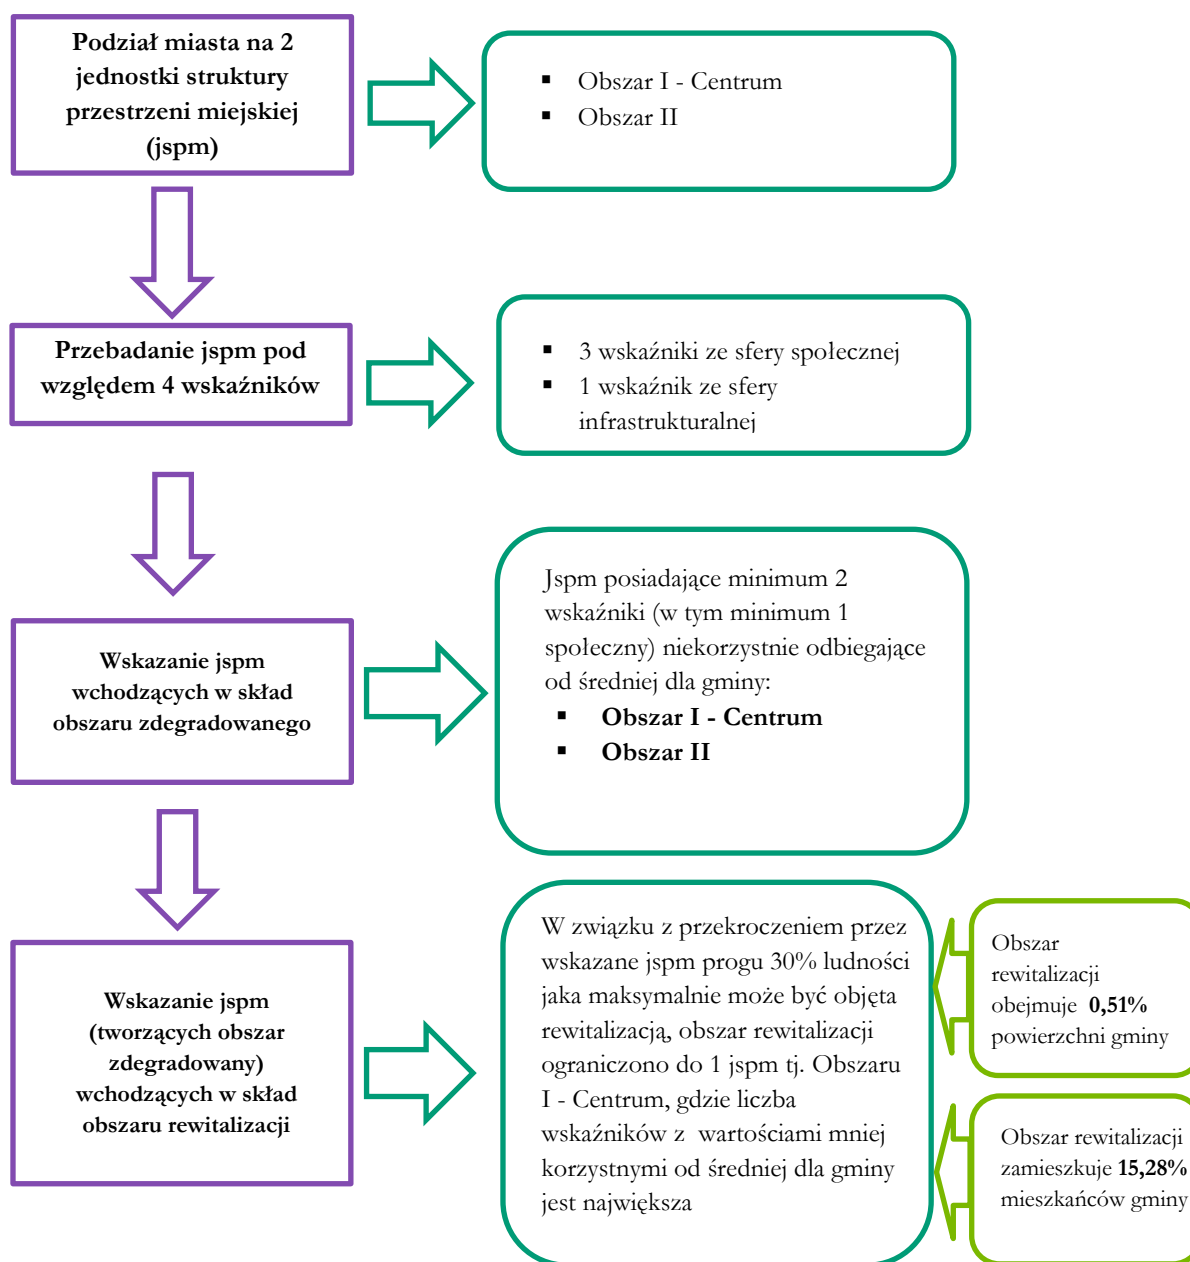 Podział miasta na 2
jednostki struktury
przestrzeni miejskiej
(jspm)
▪ Obszar I - Centrum
▪ Obszar II
Przebadanie jspm pod
względem 4 wskaźników
▪ 3 wskaźniki ze sfery społecznej
▪ 1 wskaźnik ze sfery
infrastrukturalnej
Wskazanie jspm
wchodzących w skład
obszaru zdegradowanego
Jspm posiadające minimum 2
wskaźniki (w tym minimum 1
społeczny) niekorzystnie odbiegające
od średniej dla gminy:
▪ Obszar I - Centrum
▪ Obszar II
Wskazanie jspm
(tworzących obszar
zdegradowany)
wchodzących w skład
obszaru rewitalizacji
W związku z przekroczeniem przez
wskazane jspm progu 30% ludności
jaka maksymalnie może być objęta
rewitalizacją, obszar rewitalizacji
ograniczono do 1 jspm tj. Obszaru
I - Centrum, gdzie liczba
wskaźników z wartościami mniej
korzystnymi od średniej dla gminy
jest największa
Obszar
rewitalizacji
obejmuje 0,51%
powierzchni gminy
Obszar rewitalizacji
zamieszkuje 15,28%
mieszkańców gminy